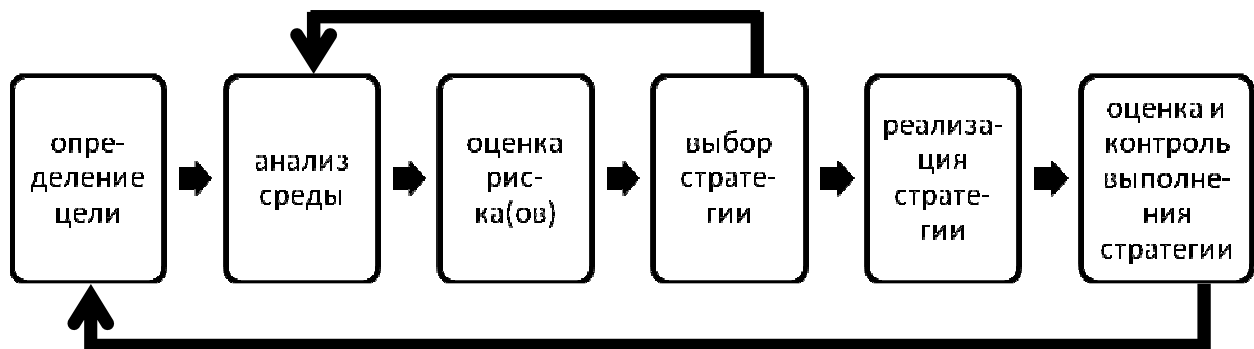 опре-
деление
цели
анализ
среды
оценка
рис-
ка(ов)
выбор
страте-
гии
реализа-
ция
страте-
гии
оценка и
контроль
выполне-
ния
стратегии